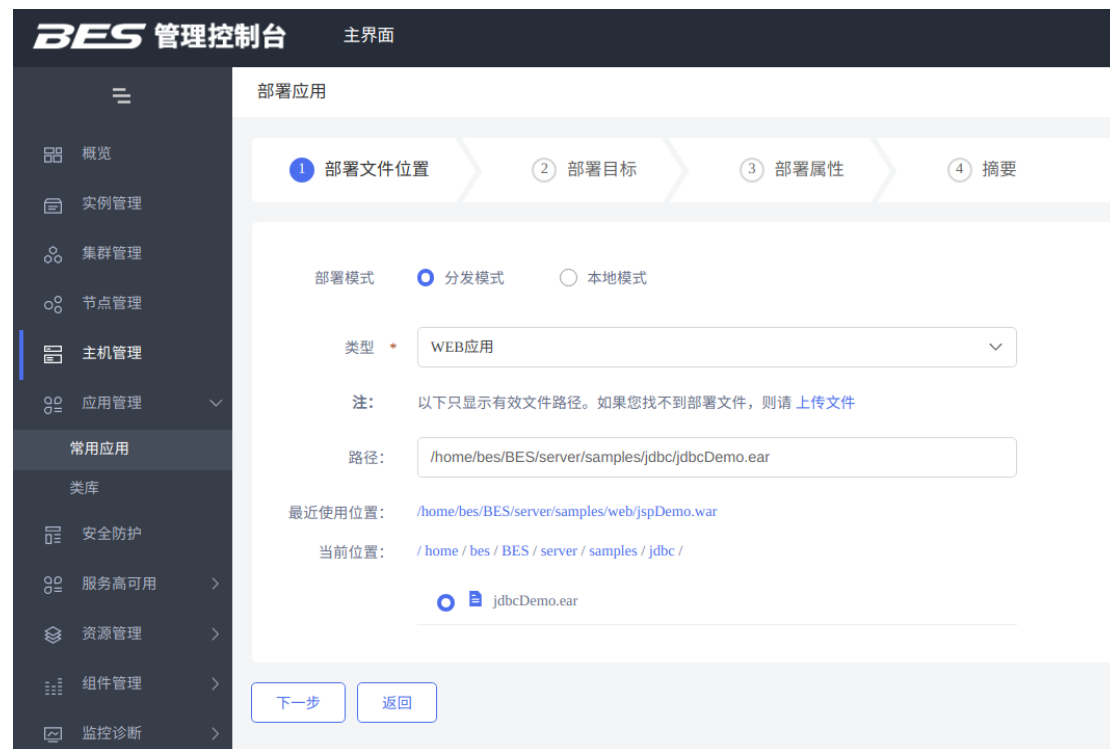 BES 管理控制台 主界面
部署应用
概览
实例管理
集群管理
节点管理
主机管理
应用管理
常用应用
类库
安全防护
服务高可用
资源管理
组件管理
监控诊断
1 部署文件位置 2 部署目标 3 部署属性 4 摘要
部署模式 分发模式 本地模式
类型 * WEB应用
注： 以下只显示有效文件路径。如果您找不到部署文件，则请 上传文件
路径： /home/bes/BES/server/samples/jdbc/jdbcDemo.ear
最近使用位置： /home/bes/BES/server/samples/web/jspDemo.war
当前位置： / home / bes / BES / server / samples / jdbc /
jdbcDemo.ear
下一步 返回